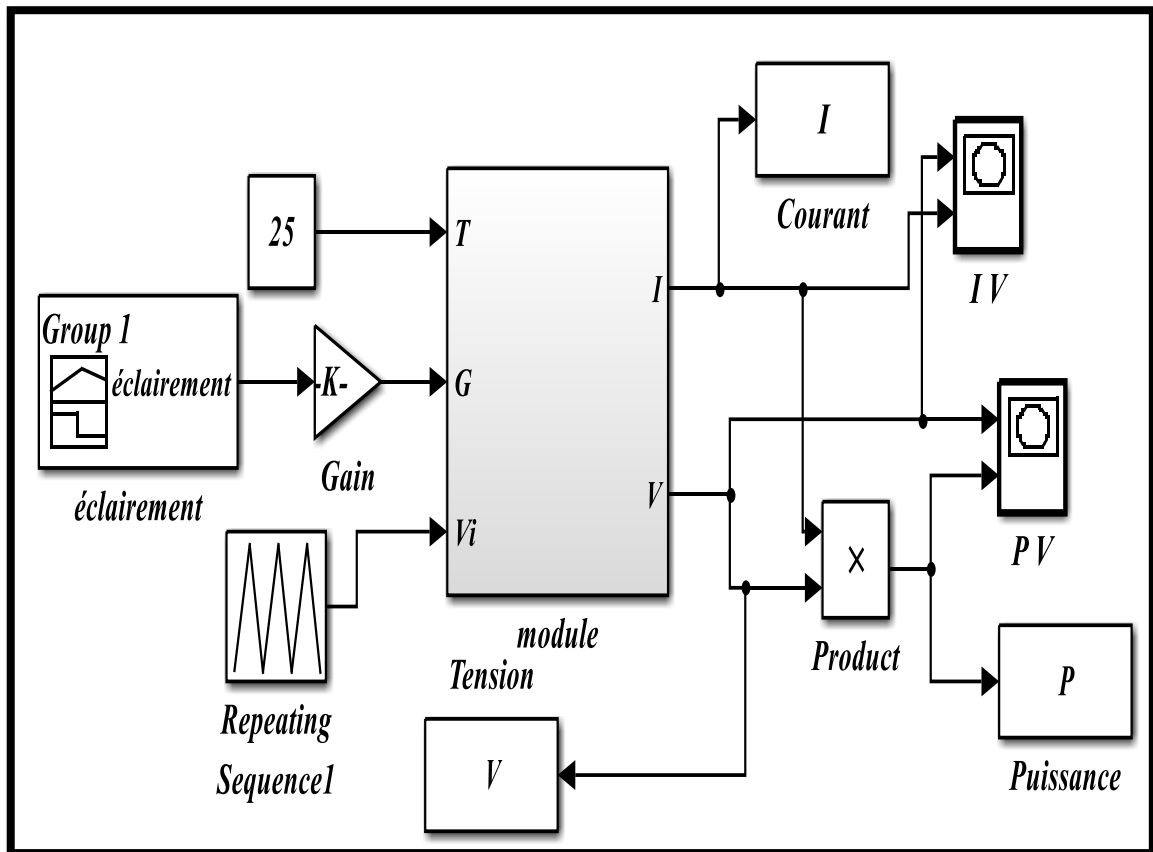 I
Courant
I V
25
T
I
Group 1
éclairement
éclairement
-K-
Gain
G
V
Vi
module
×
Product
P V
Repeating
Sequence1
Tension
V
P
Puissance